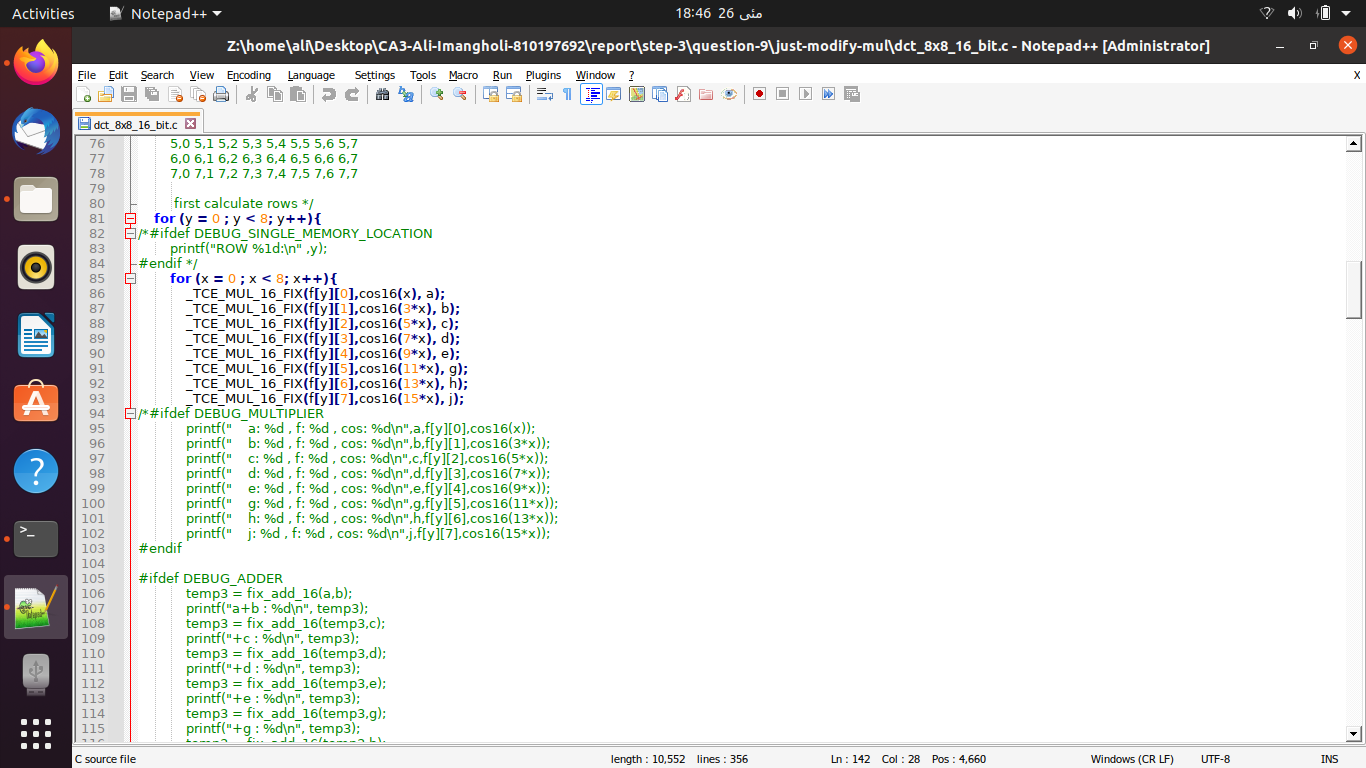 Activities Notepad++ 18:46 26 مئی
Z:\home\ali\Desktop\CA3-Ali-Imangholi-810197692\report\step-3\question-9\just-modify-mul\dct_8x8_16_bit.c - Notepad++ [Administrator]
File Edit Search View Encoding Language Settings Tools Macro Run Plugins Window ? X
dct_8x8_16_bit.c
76 5,0 5,1 5,2 5,3 5,4 5,5 5,6 5,7
77 6,0 6,1 6,2 6,3 6,4 6,5 6,6 6,7
78 7,0 7,1 7,2 7,3 7,4 7,5 7,6 7,7
79
80 first calculate rows */
81 for (y = 0 ; y < 8; y++){
82 /*#ifdef DEBUG_SINGLE_MEMORY_LOCATION
83 printf("ROW %1d:\n" ,y);
84 #endif */
85 for (x = 0 ; x < 8; x++){
86 _TCE_MUL_16_FIX(f[y][0],cos16(x), a);
87 _TCE_MUL_16_FIX(f[y][1],cos16(3*x), b);
88 _TCE_MUL_16_FIX(f[y][2],cos16(5*x), c);
89 _TCE_MUL_16_FIX(f[y][3],cos16(7*x), d);
90 _TCE_MUL_16_FIX(f[y][4],cos16(9*x), e);
91 _TCE_MUL_16_FIX(f[y][5],cos16(11*x), g);
92 _TCE_MUL_16_FIX(f[y][6],cos16(13*x), h);
93 _TCE_MUL_16_FIX(f[y][7],cos16(15*x), j);
94 /*#ifdef DEBUG_MULTIPLIER
95 printf(" a: %d , f: %d , cos: %d\n",a,f[y][0],cos16(x));
96 printf(" b: %d , f: %d , cos: %d\n",b,f[y][1],cos16(3*x));
97 printf(" c: %d , f: %d , cos: %d\n",c,f[y][2],cos16(5*x));
98 printf(" d: %d , f: %d , cos: %d\n",d,f[y][3],cos16(7*x));
99 printf(" e: %d , f: %d , cos: %d\n",e,f[y][4],cos16(9*x));
100 printf(" g: %d , f: %d , cos: %d\n",g,f[y][5],cos16(11*x));
101 printf(" h: %d , f: %d , cos: %d\n",h,f[y][6],cos16(13*x));
102 printf(" j: %d , f: %d , cos: %d\n",j,f[y][7],cos16(15*x));
103 #endif
104
105 #ifdef DEBUG_ADDER
106 temp3 = fix_add_16(a,b);
107 printf("a+b : %d\n", temp3);
108 temp3 = fix_add_16(temp3,c);
109 printf("+c : %d\n", temp3);
110 temp3 = fix_add_16(temp3,d);
111 printf("+d : %d\n", temp3);
112 temp3 = fix_add_16(temp3,e);
113 printf("+e : %d\n", temp3);
114 temp3 = fix_add_16(temp3,g);
115 printf("+g : %d\n", temp3);
C source file length : 10,552 lines : 356 Ln : 142 Col : 28 Pos : 4,660 Windows (CR LF) UTF-8 INS